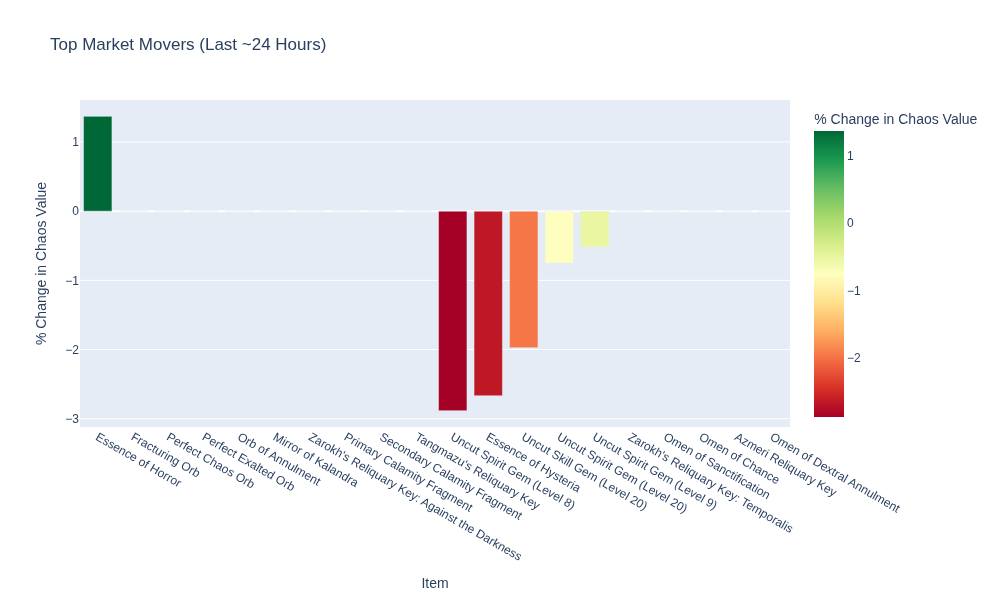 Top Market Movers (Last ~24 Hours)
% Change in Chaos Value
1
0
−1
−2
−3
% Change in Chaos Value
1
0
−1
−2
Essence of Horror
Fracturing Orb
Perfect Chaos Orb
Perfect Exalted Orb
Orb of Annulment
Mirror of Kalandra
Zarokh's Reliquary Key: Against the Darkness
Primary Calamity Fragment
Secondary Calamity Fragment
Tangmazu's Reliquary Key
Uncut Spirit Gem (Level 8)
Essence of Hysteria
Uncut Skill Gem (Level 20)
Uncut Spirit Gem (Level 20)
Uncut Spirit Gem (Level 9)
Zarokh's Reliquary Key: Temporalis
Omen of Sanctification
Omen of Chance
Azmeri Reliquary Key
Omen of Dextral Annulment
Item